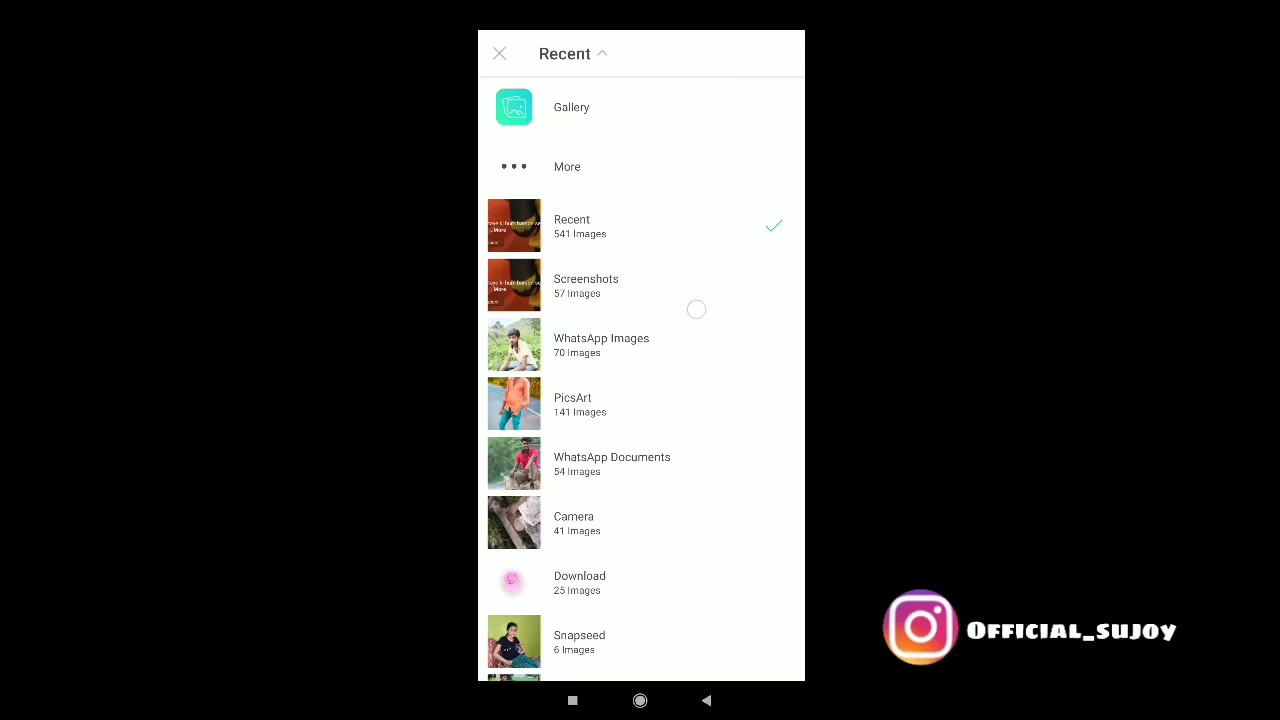 Recent
Gallery
More
Recent
541 Images
Screenshots
57 Images
WhatsApp Images
70 Images
PicsArt
141 Images
WhatsApp Documents
54 Images
Camera
41 Images
Download
25 Images
Snapseed
6 Images
Official_sujoy